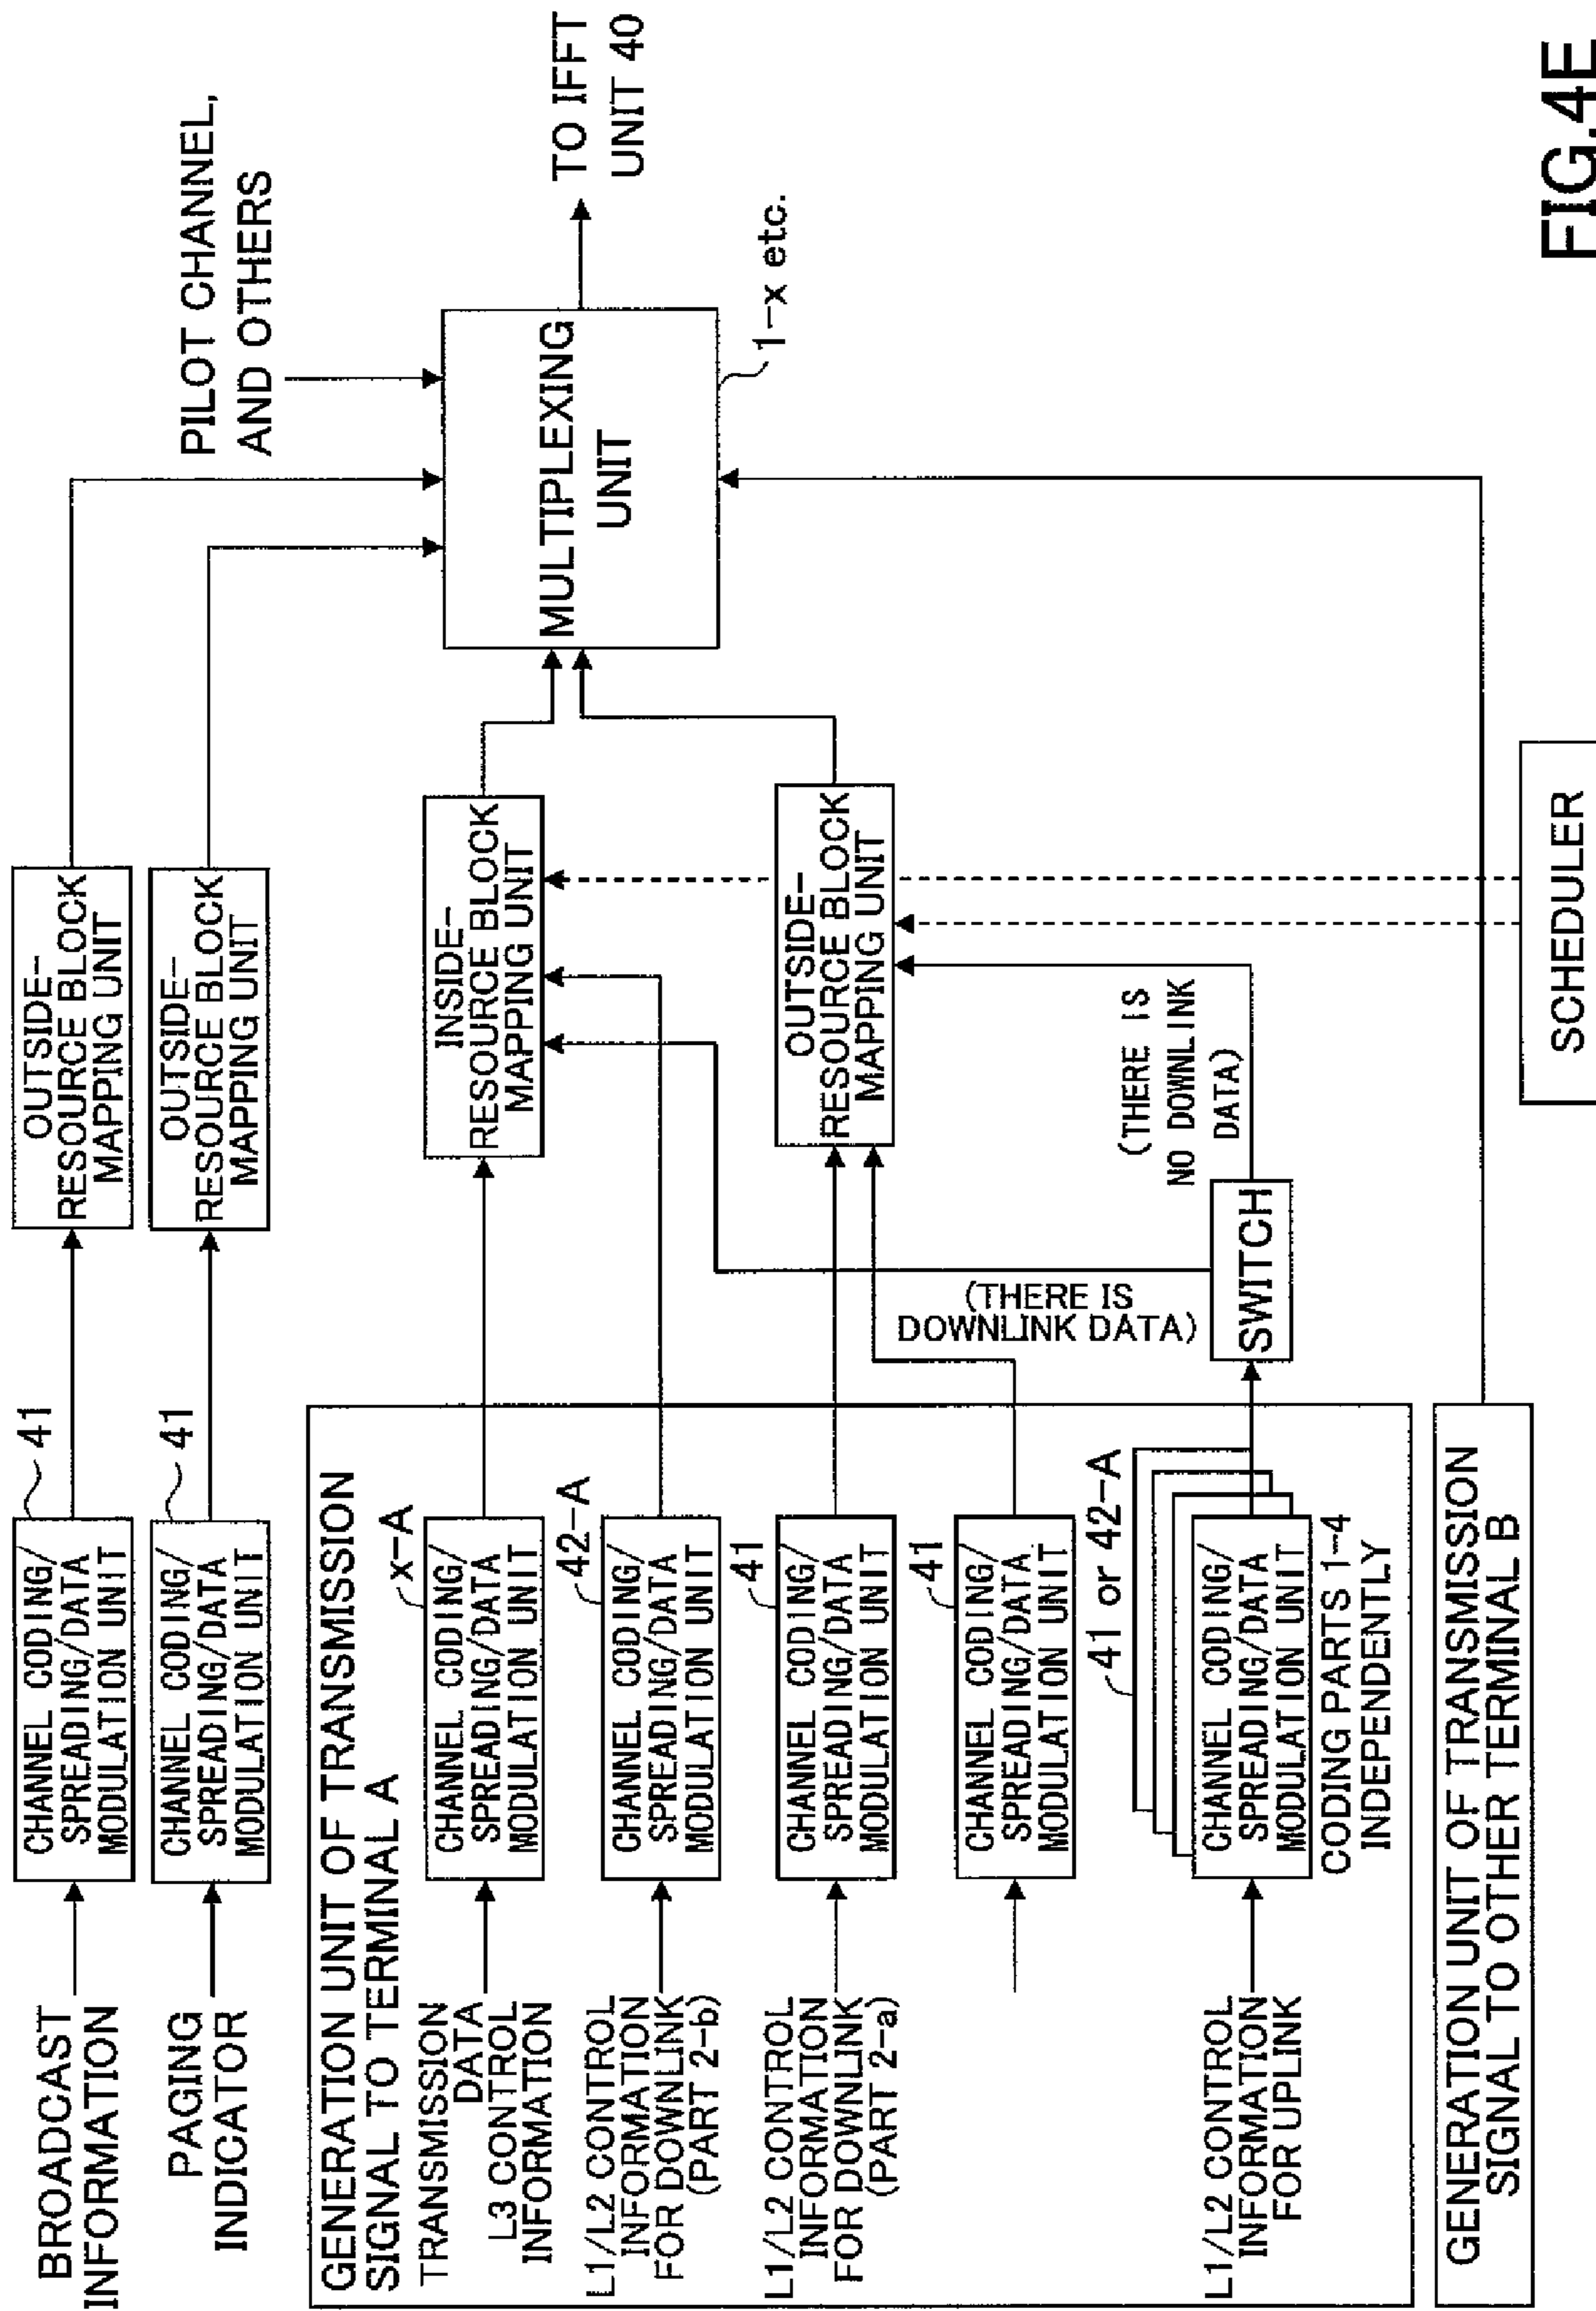 BROADCAST
INFORMATION
CHANNEL CODING/
SPREADING/DATA
MODULATION UNIT
41
OUTSIDE-
RESOURCE BLOCK
MAPPING UNIT
PAGING
INDICATOR
CHANNEL CODING/
SPREADING/DATA
MODULATION UNIT
41
OUTSIDE-
RESOURCE BLOCK
MAPPING UNIT
PILOT CHANNEL,
AND OTHERS
GENERATION UNIT OF TRANSMISSION
SIGNAL TO TERMINAL A
TRANSMISSION
DATA
L3 CONTROL
INFORMATION
x-A
CHANNEL CODING/
SPREADING/DATA
MODULATION UNIT
INSIDE-
RESOURCE BLOCK
MAPPING UNIT
MULTIPLEXING
UNIT
TO IFFT
UNIT 40
1-x etc.
L1/L2 CONTROL
INFORMATION
FOR DOWNLINK
(PART 2-b)
42-A
CHANNEL CODING/
SPREADING/DATA
MODULATION UNIT
L1/L2 CONTROL
INFORMATION
FOR DOWNLINK
(PART 2-a)
41
CHANNEL CODING/
SPREADING/DATA
MODULATION UNIT
OUTSIDE-
RESOURCE BLOCK
MAPPING UNIT
41
CHANNEL CODING/
SPREADING/DATA
MODULATION UNIT
(THERE IS
DOWNLINK DATA)
(THERE IS
NO DOWNLINK
DATA)
L1/L2 CONTROL
INFORMATION
FOR UPLINK
41 or 42-A
CHANNEL CODING/
SPREADING/DATA
MODULATION UNIT
CODING PARTS 1-4
INDEPENDENTLY
SWITCH
GENERATION UNIT OF TRANSMISSION
SIGNAL TO OTHER TERMINAL B
SCHEDULER
FIG.4E